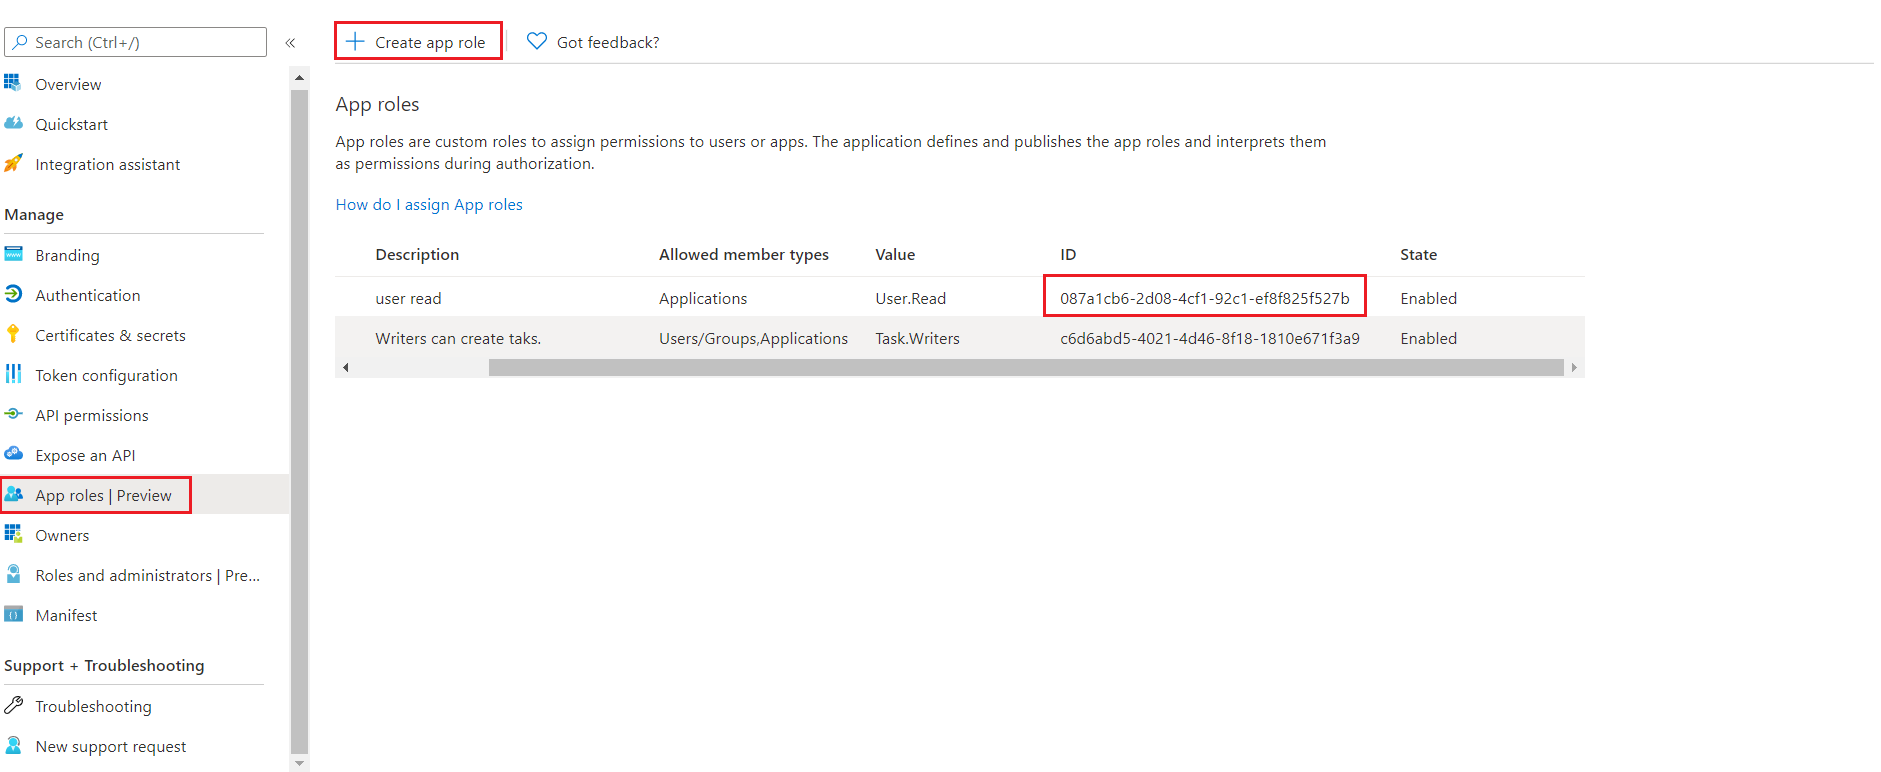 Search (Ctrl+/)
«
Overview
Quickstart
Integration assistant
Manage
Branding
Authentication
Certificates & secrets
Token configuration
API permissions
Expose an API
App roles | Preview
Owners
Roles and administrators | Pre...
Manifest
Support + Troubleshooting
Troubleshooting
New support request
Create app role
Got feedback?
App roles
App roles are custom roles to assign permissions to users or apps. The application defines and publishes the app roles and interprets them
as permissions during authorization.
How do I assign App roles
Description Allowed member types Value ID State
user read Applications User.Read 087a1cb6-2d08-4cf1-92c1-ef8f825f527b Enabled
Writers can create taks. Users/Groups,Applications Task.Writers c6d6abd5-4021-4d46-8f18-1810e671f3a9 Enabled